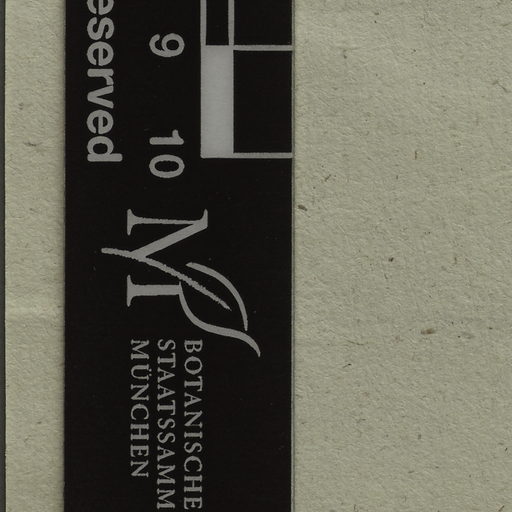 eserved
9 10
M
BOTANISCHE
STAATSSAMM
MÜNCHEN